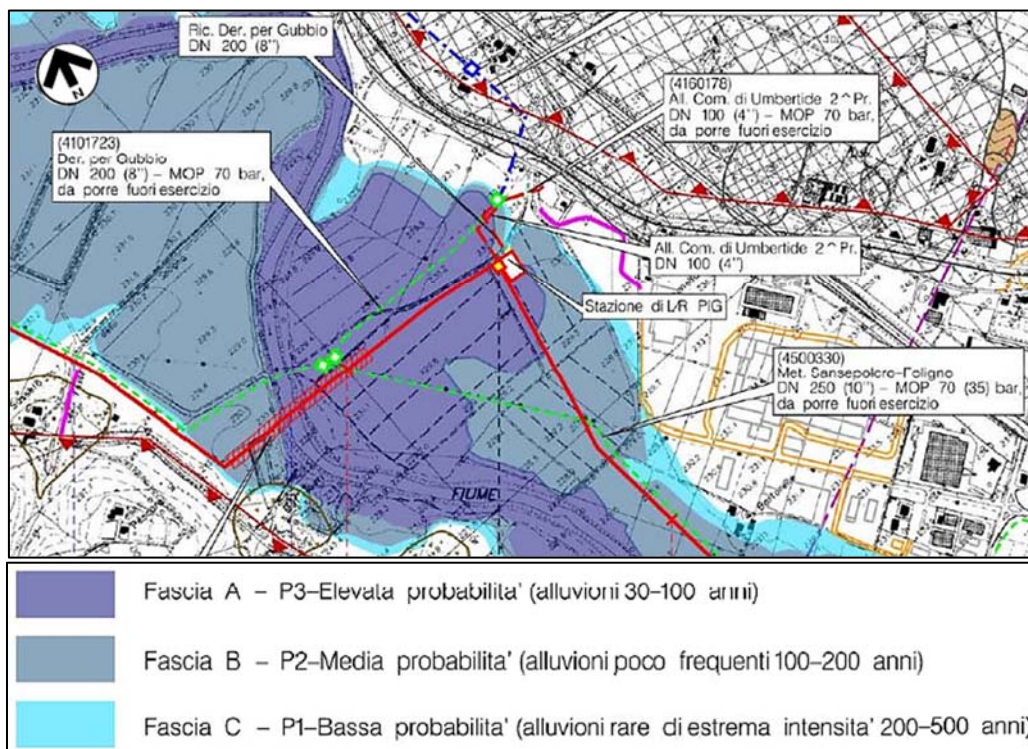 Ric. Der. per Gubbio
DN 200 (8")
(4160178)
All. Com. di Umbertide 2^Pr.
DN 100 (4") – MOP 70 bar,
da porre fuori esercizio
N
(4101723)
Der. per Gubbio
DN 200 (8") – MOP 70 bar,
da porre fuori esercizio
All. Com. di Umbertide 2^Pr.
DN 100 (4")
Stazione di L/R PIG
(4500330)
Met. Sansepolcro–Foligno
DN 250 (10") – MOP 70 (35) bar,
da porre fuori esercizio
FIUME
Fascia A – P3–Elevata probabilita' (alluvioni 30–100 anni)
Fascia B – P2–Media probabilita' (alluvioni poco frequenti 100–200 anni)
Fascia C – P1–Bassa probabilita' (alluvioni rare di estrema intensita' 200–500 anni)